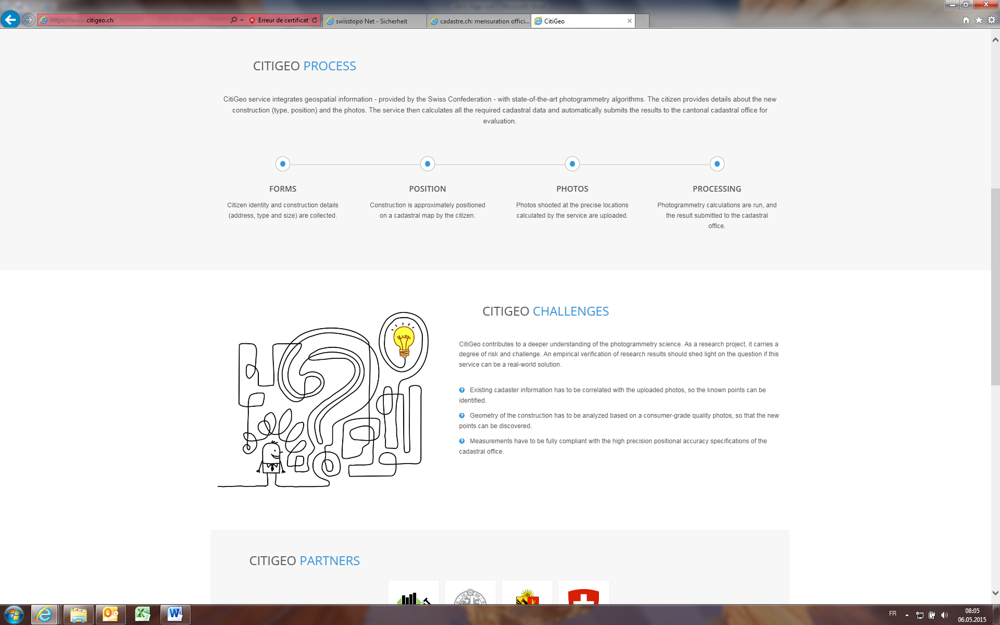 https://www.citigeo.ch/
Erreur de certificat
swisstopo Net - Sicherheit
cadastre.ch: mensuration offici...
CitiGeo
CITIGEO PROCESS
CitiGeo service integrates geospatial information - provided by the Swiss Confederation - with state-of-the-art photogrammetry algorithms. The citizen provides details about the new
construction (type, position) and the photos. The service then calculates all the required cadastral data and automatically submits the results to the cantonal cadastral office for
evaluation.
FORMS
Citizen identity and construction details
(address, type and size) are collected.
POSITION
Construction is approximately positioned
on a cadastral map by the citizen.
PHOTOS
Photos shooted at the precise locations
calculated by the service are uploaded.
PROCESSING
Photogrammetry calculations are run, and
the result submitted to the cadastral
office.
CITIGEO CHALLENGES
CitiGeo contributes to a deeper understanding of the photogrammetry science. As a research project, it carries a
degree of risk and challenge. An empirical verification of research results should shed light on the question if this
service can be a real-world solution.
Existing cadaster information has to be correlated with the uploaded photos, so the known points can be
identified.
Geometry of the construction has to be analyzed based on a consumer-grade quality photos, so that the new
points can be discovered.
Measurements have to be fully compliant with the high precision positional accuracy specifications of the
cadastral office.
CITIGEO PARTNERS
FR
08:05
06.05.2015